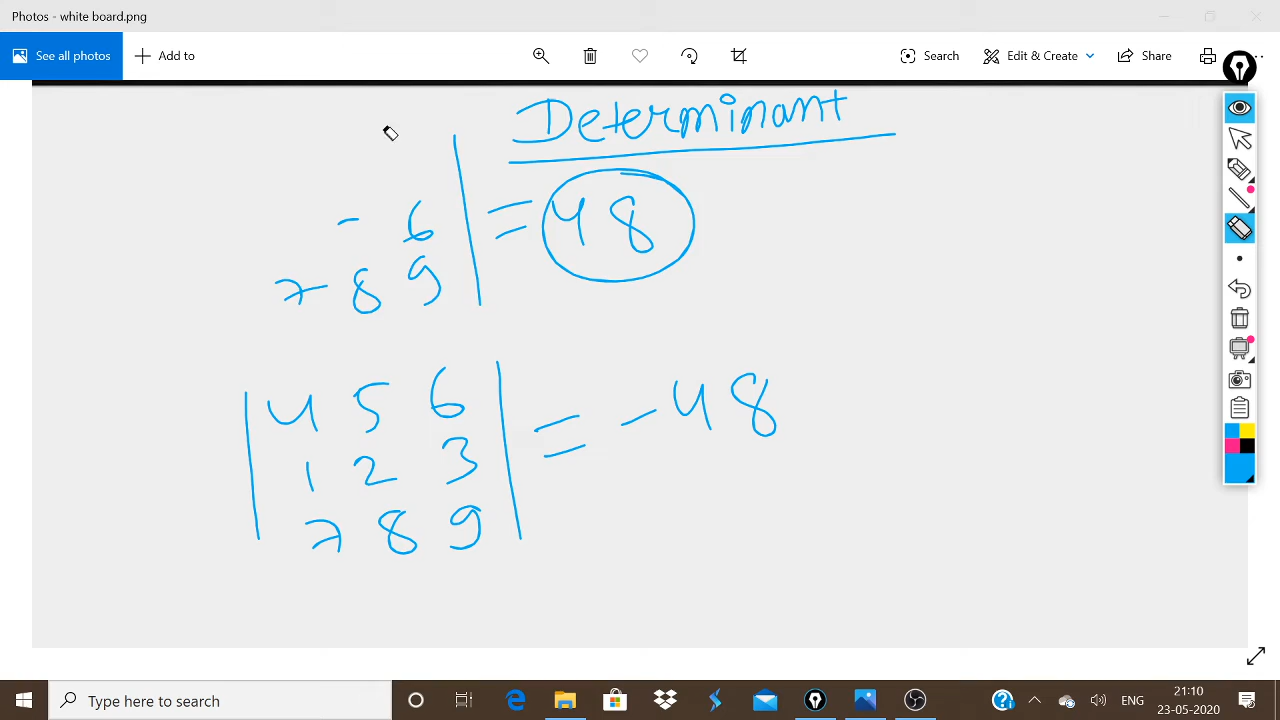 Photos - white board.png
See all photos
Add to
Search
Edit & Create
Share
Determinant
- 6 | = 48
7 8 9
| 4 5 6 | = - 48
1 2 3
7 8 9
Type here to search
ENG
21:10
23-05-2020